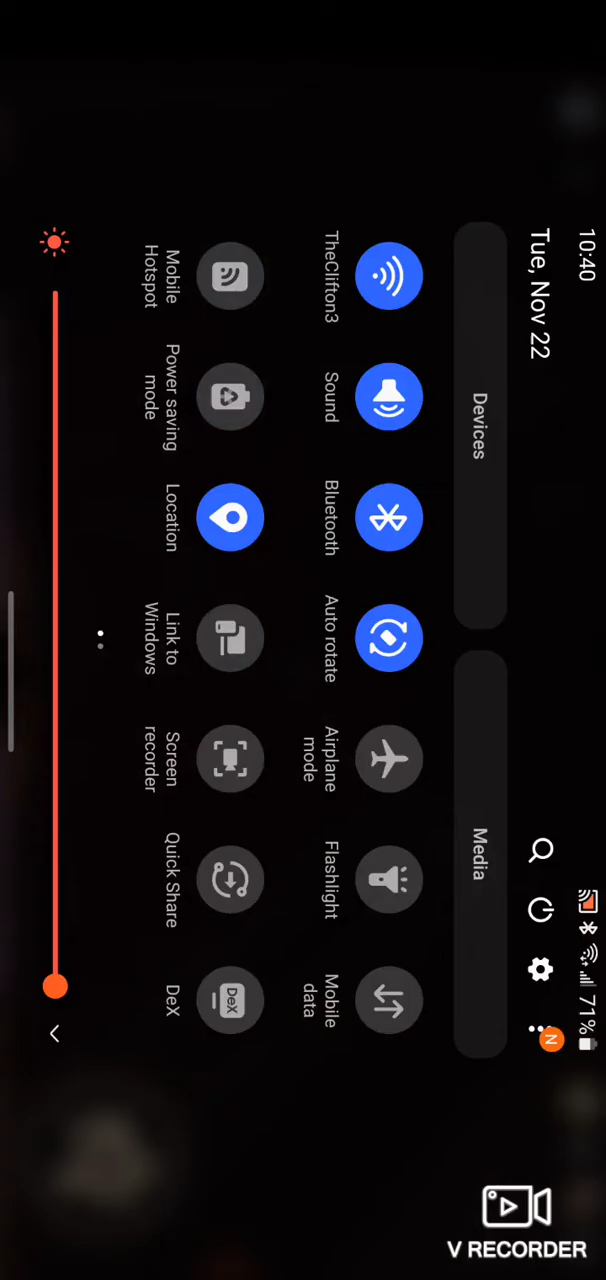 10:40
71%
Tue, Nov 22
N
Devices
Media
TheClifton3
Sound
Bluetooth
Auto rotate
Airplane
mode
Flashlight
Mobile
data
Mobile
Hotspot
Power saving
mode
Location
Link to
Windows
Screen
recorder
Quick Share
DeX
DeX
V RECORDER